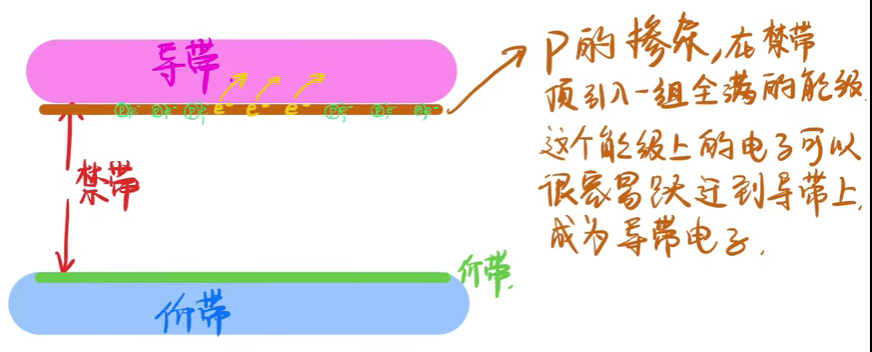 导带
P的掺杂,在禁带
顶引入一组全满的能级.
这个能级上的电子可以
很容易跃迁到导带上,
成为导带电子.
e⁻ e⁻ e⁻
禁带
价带.
价带